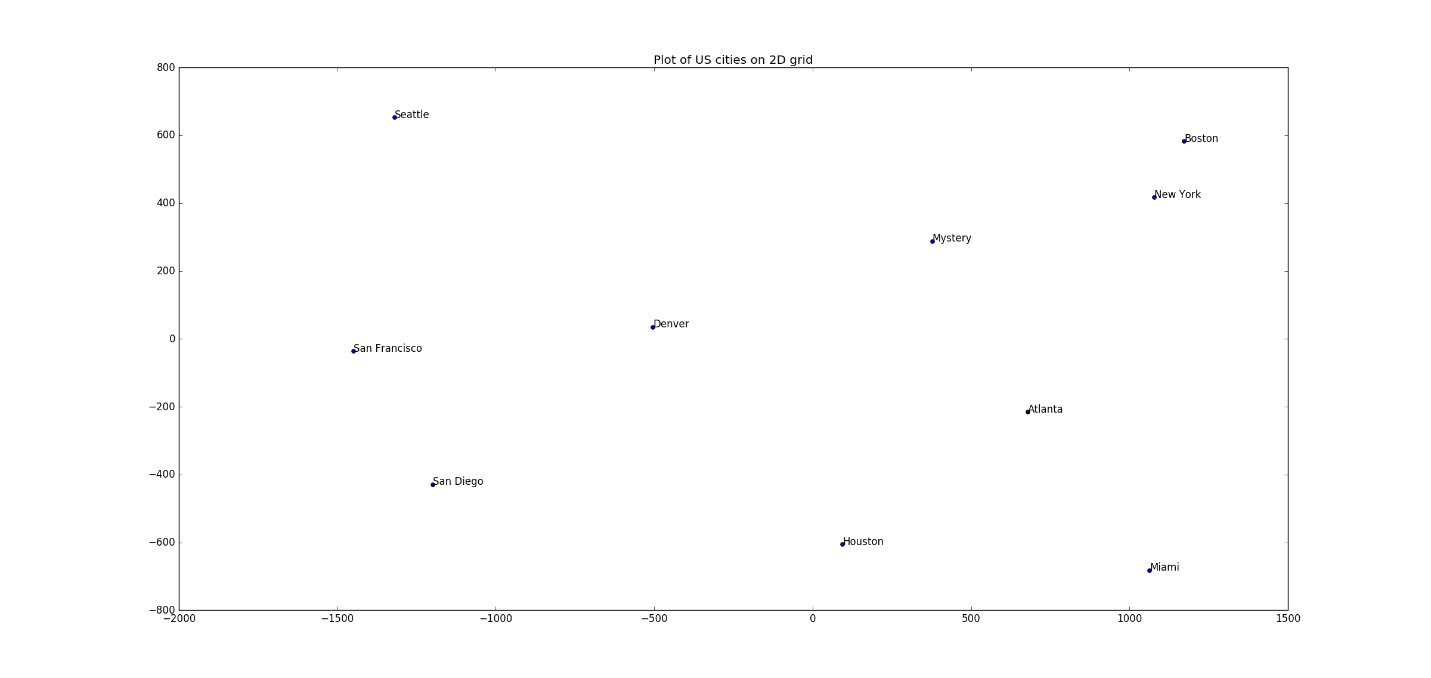 Plot of US cities on 2D grid
800
Seattle
600
Boston
400
New York
Mystery
200
Denver
0
San Francisco
−200
Atlanta
−400
San Diego
−600
Houston
Miami
−800
−2000
−1500
−1000
−500
0
500
1000
1500